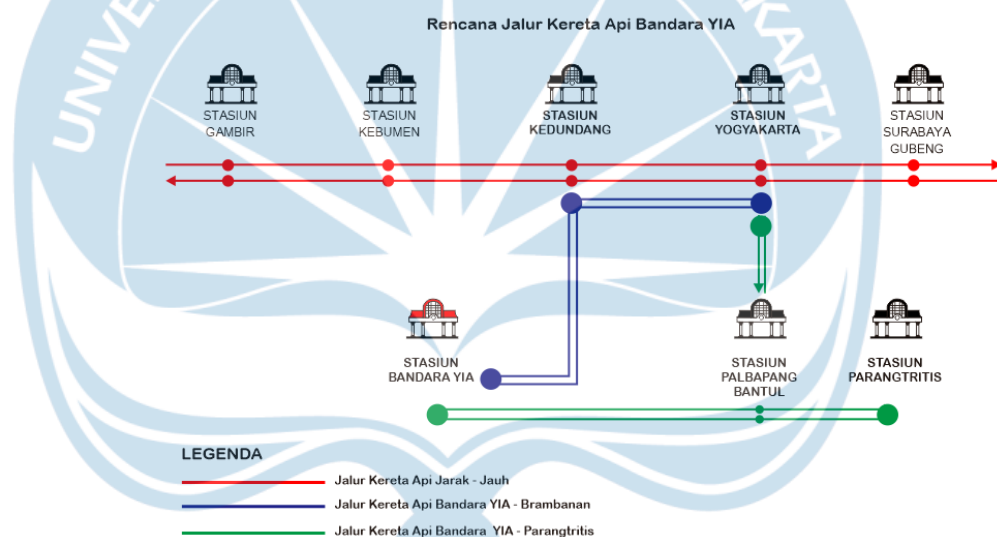 Rencana Jalur Kereta Api Bandara YIA
STASIUN
GAMBIR
STASIUN
KEBUMEN
STASIUN
KEDUNDANG
STASIUN
YOGYAKARTA
STASIUN
SURABAYA
GUBENG
STASIUN
BANDARA YIA
STASIUN
PALBAPANG
BANTUL
STASIUN
PARANGTRITIS
LEGENDA
Jalur Kereta Api Jarak - Jauh
Jalur Kereta Api Bandara YIA - Brambanan
Jalur Kereta Api Bandara YIA - Parangtritis